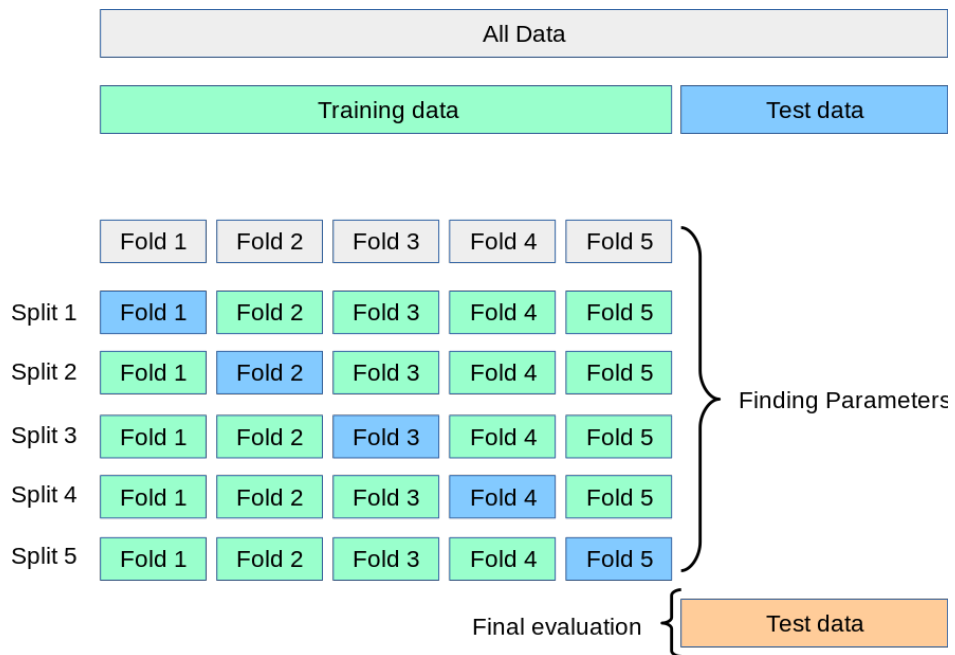 All Data
Training data Test data
Fold 1 Fold 2 Fold 3 Fold 4 Fold 5
Split 1 Fold 1 Fold 2 Fold 3 Fold 4 Fold 5
Split 2 Fold 1 Fold 2 Fold 3 Fold 4 Fold 5
Finding Parameters
Split 3 Fold 1 Fold 2 Fold 3 Fold 4 Fold 5
Split 4 Fold 1 Fold 2 Fold 3 Fold 4 Fold 5
Split 5 Fold 1 Fold 2 Fold 3 Fold 4 Fold 5
Final evaluation Test data